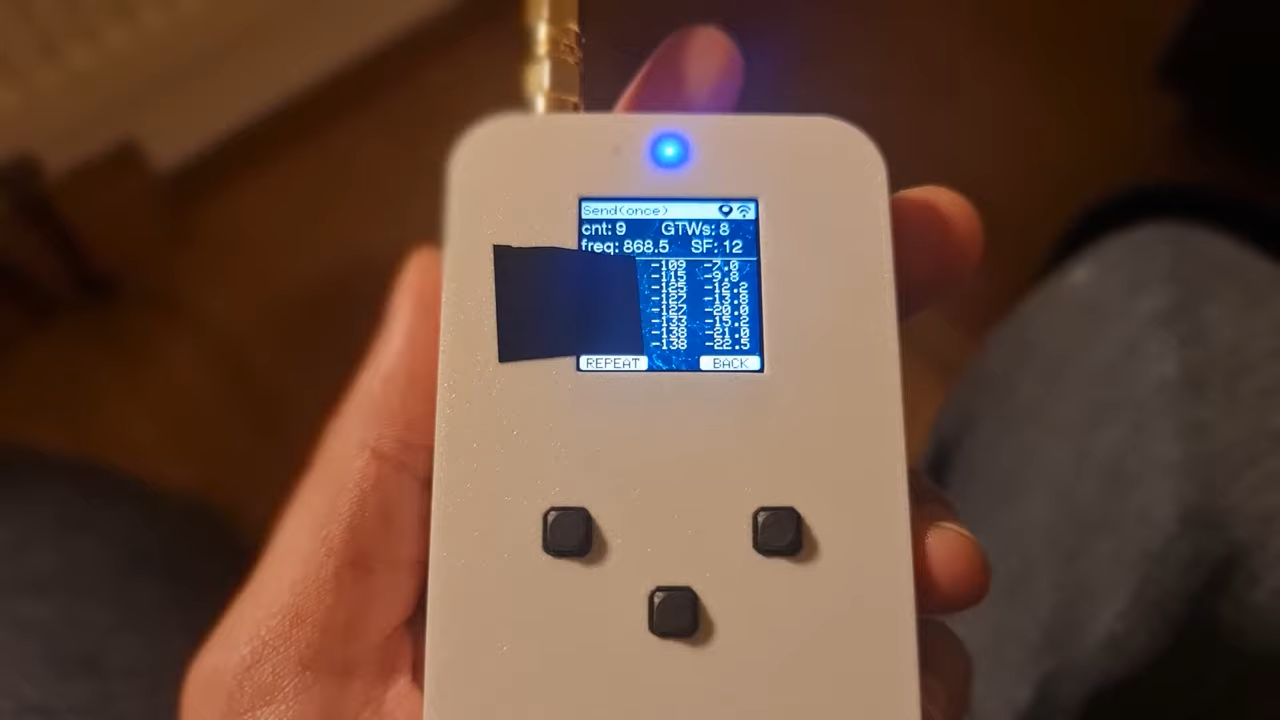 Send(once)
cnt: 9 GTWs: 8
freq: 868.5 SF: 12
-109 -7.0
-115 -9.8
-125 -12.2
-127 -13.8
-127 -20.0
-133 -15.2
-138 -21.0
-138 -22.5
REPEAT BACK